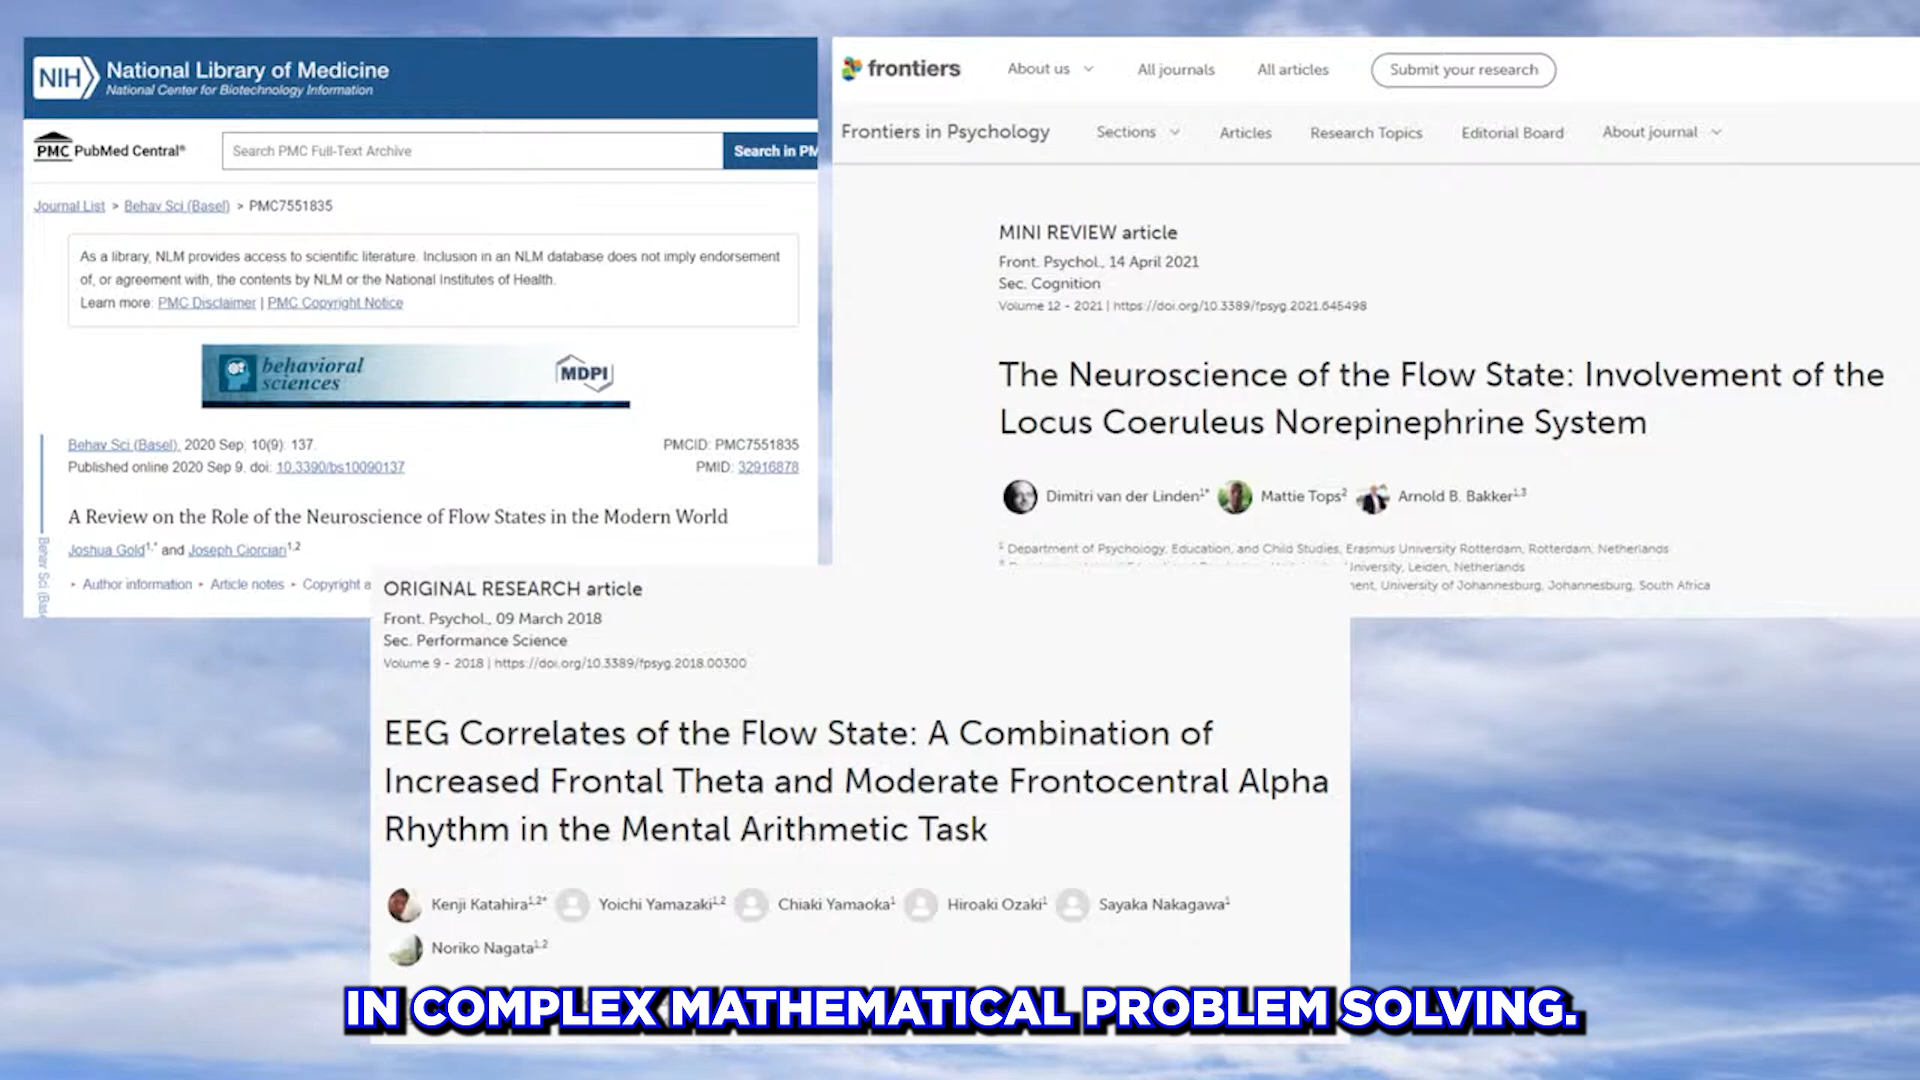 NIH National Library of Medicine
National Center for Biotechnology Information
PMC PubMed Central®
Search PMC Full-Text Archive
Search in PM
Journal List > Behav Sci (Basel) > PMC7551835
As a library, NLM provides access to scientific literature. Inclusion in an NLM database does not imply endorsement
of, or agreement with, the contents by NLM or the National Institutes of Health.
Learn more: PMC Disclaimer | PMC Copyright Notice
behavioral
sciences
MDPI
Behav Sci (Basel). 2020 Sep; 10(9): 137.
PMCID: PMC7551835
Published online 2020 Sep 9. doi: 10.3390/bs10090137
PMID: 32916878
A Review on the Role of the Neuroscience of Flow States in the Modern World
Joshua Gold1,* and Joseph Ciorciari1,2
Author information • Article notes • Copyright a
Behav Sci (Bas
frontiers
About us
All journals
All articles
Submit your research
Frontiers in Psychology
Sections
Articles
Research Topics
Editorial Board
About journal
MINI REVIEW article
Front. Psychol., 14 April 2021
Sec. Cognition
Volume 12 - 2021 | https://doi.org/10.3389/fpsyg.2021.645498
The Neuroscience of the Flow State: Involvement of the
Locus Coeruleus Norepinephrine System
Dimitri van der Linden1* Mattie Tops2 Arnold B. Bakker1,3
1 Department of Psychology, Education, and Child Studies, Erasmus University Rotterdam, Rotterdam, Netherlands
University, Leiden, Netherlands
ent, University of Johannesburg, Johannesburg, South Africa
ORIGINAL RESEARCH article
Front. Psychol., 09 March 2018
Sec. Performance Science
Volume 9 - 2018 | https://doi.org/10.3389/fpsyg.2018.00300
EEG Correlates of the Flow State: A Combination of
Increased Frontal Theta and Moderate Frontocentral Alpha
Rhythm in the Mental Arithmetic Task
Kenji Katahira1,2* Yoichi Yamazaki1,2 Chiaki Yamaoka1 Hiroaki Ozaki1 Sayaka Nakagawa1
Noriko Nagata1,2
IN COMPLEX MATHEMATICAL PROBLEM SOLVING.